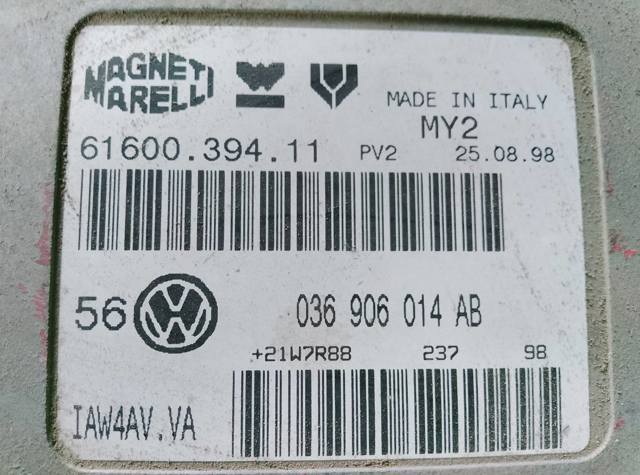 MAGNETI
MARELLI
MADE IN ITALY
MY2
61600.394.11 PV2 25.08.98
56 VW 036 906 014 AB
+21W7R88 237 98
IAW4AV.VA